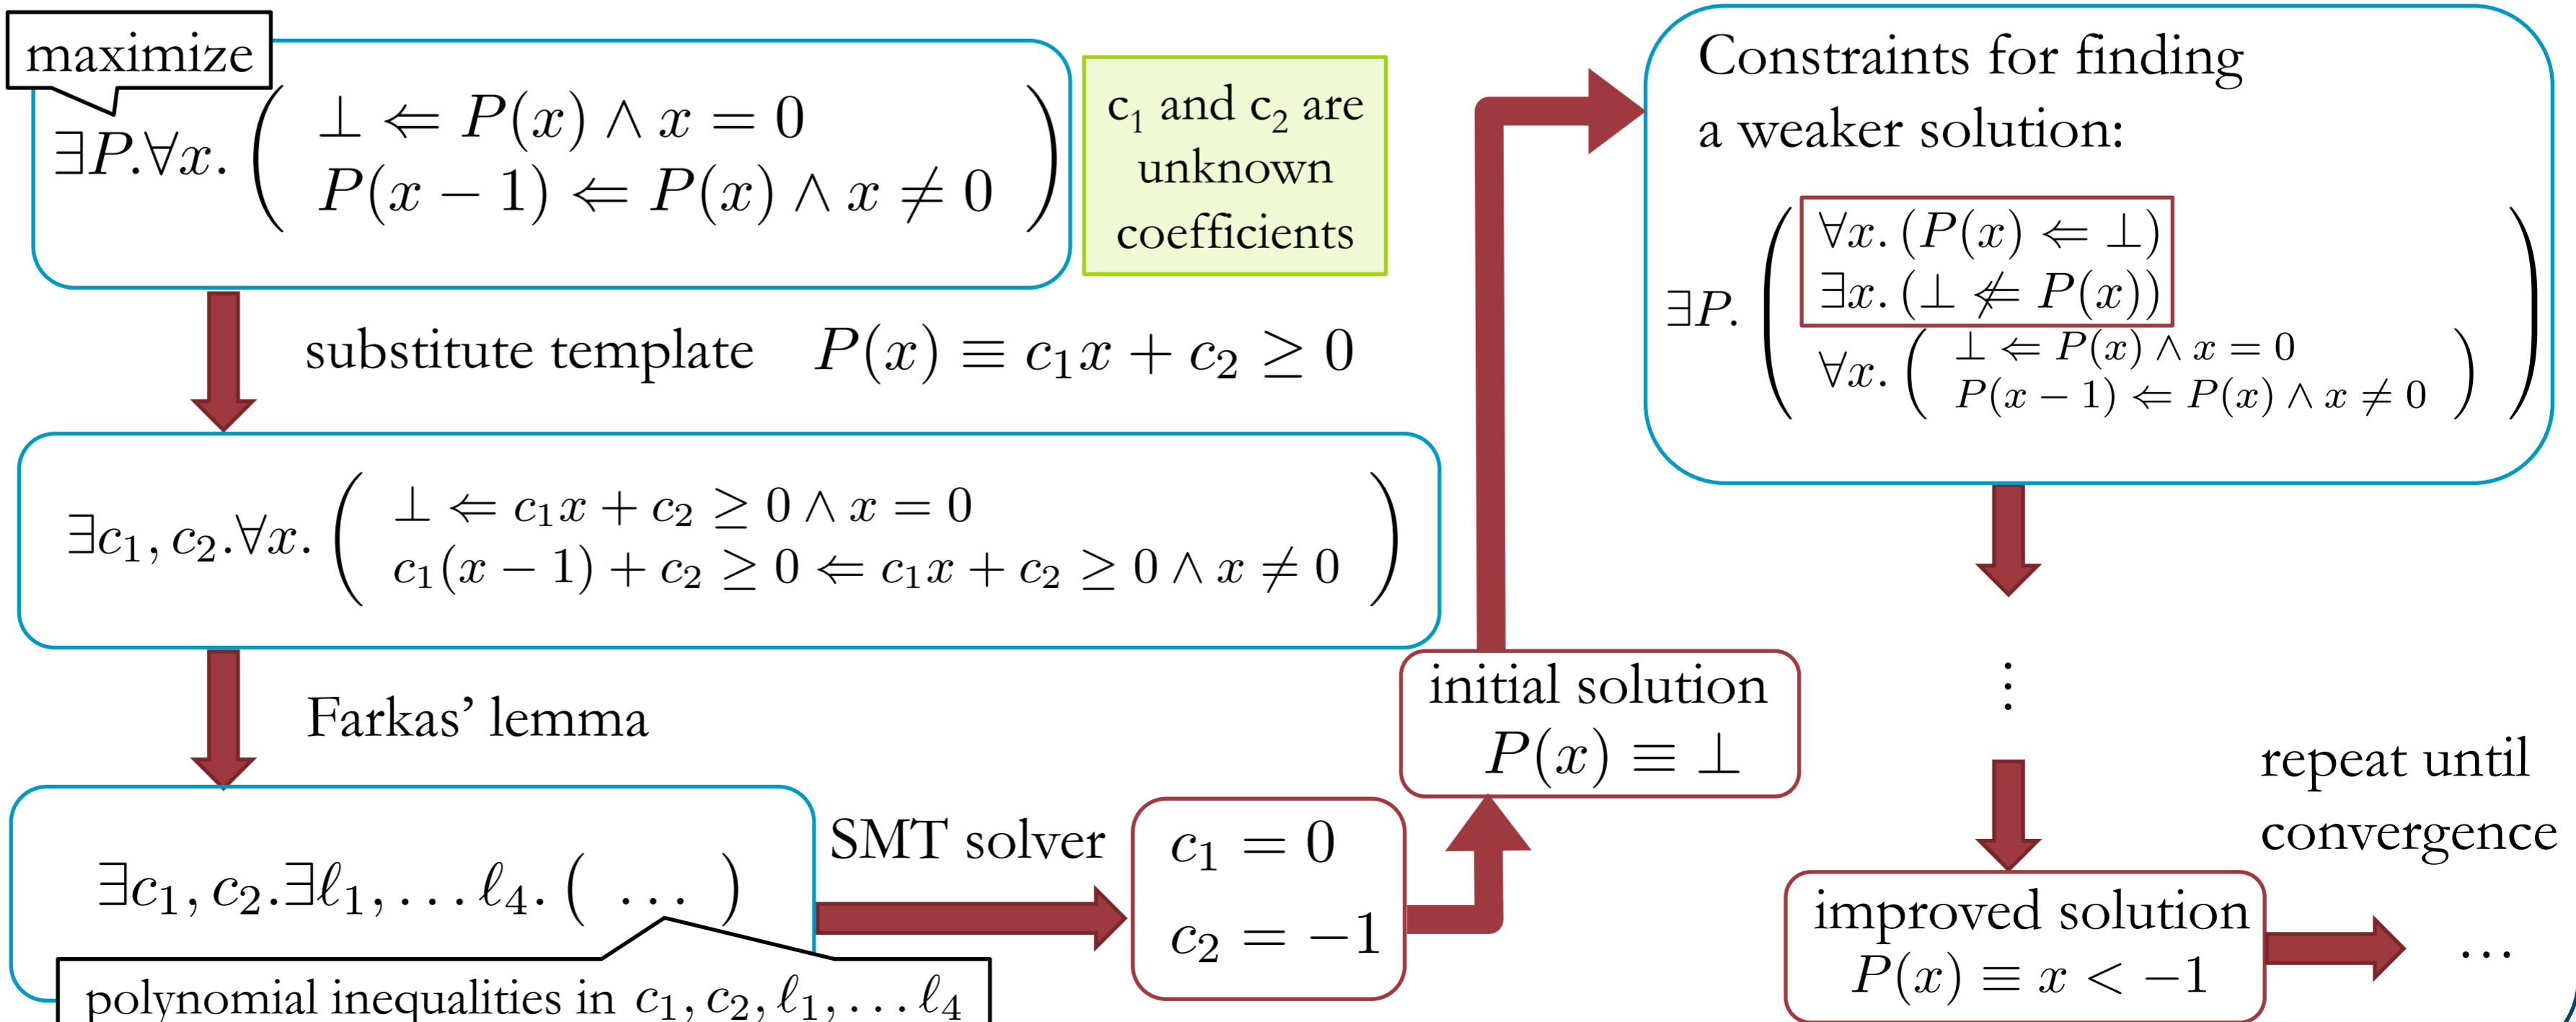 maximize
∃P.∀x. ( ⊥ ⇐ P(x) ∧ x = 0
P(x − 1) ⇐ P(x) ∧ x ≠ 0 )
c₁ and c₂ are
unknown
coefficients
substitute template P(x) ≡ c₁x + c₂ ≥ 0
∃c₁, c₂.∀x. ( ⊥ ⇐ c₁x + c₂ ≥ 0 ∧ x = 0
c₁(x − 1) + c₂ ≥ 0 ⇐ c₁x + c₂ ≥ 0 ∧ x ≠ 0 )
Farkas’ lemma
∃c₁, c₂.∃ℓ₁, … ℓ₄. ( … )
polynomial inequalities in c₁, c₂, ℓ₁, … ℓ₄
SMT solver
c₁ = 0
c₂ = −1
initial solution
P(x) ≡ ⊥
Constraints for finding
a weaker solution:
∃P. ( ∀x. (P(x) ⇐ ⊥)
∃x. (⊥ ⇍ P(x))
∀x. ( ⊥ ⇐ P(x) ∧ x = 0
P(x − 1) ⇐ P(x) ∧ x ≠ 0 ) )
⋮
repeat until
convergence
improved solution
P(x) ≡ x < −1
…